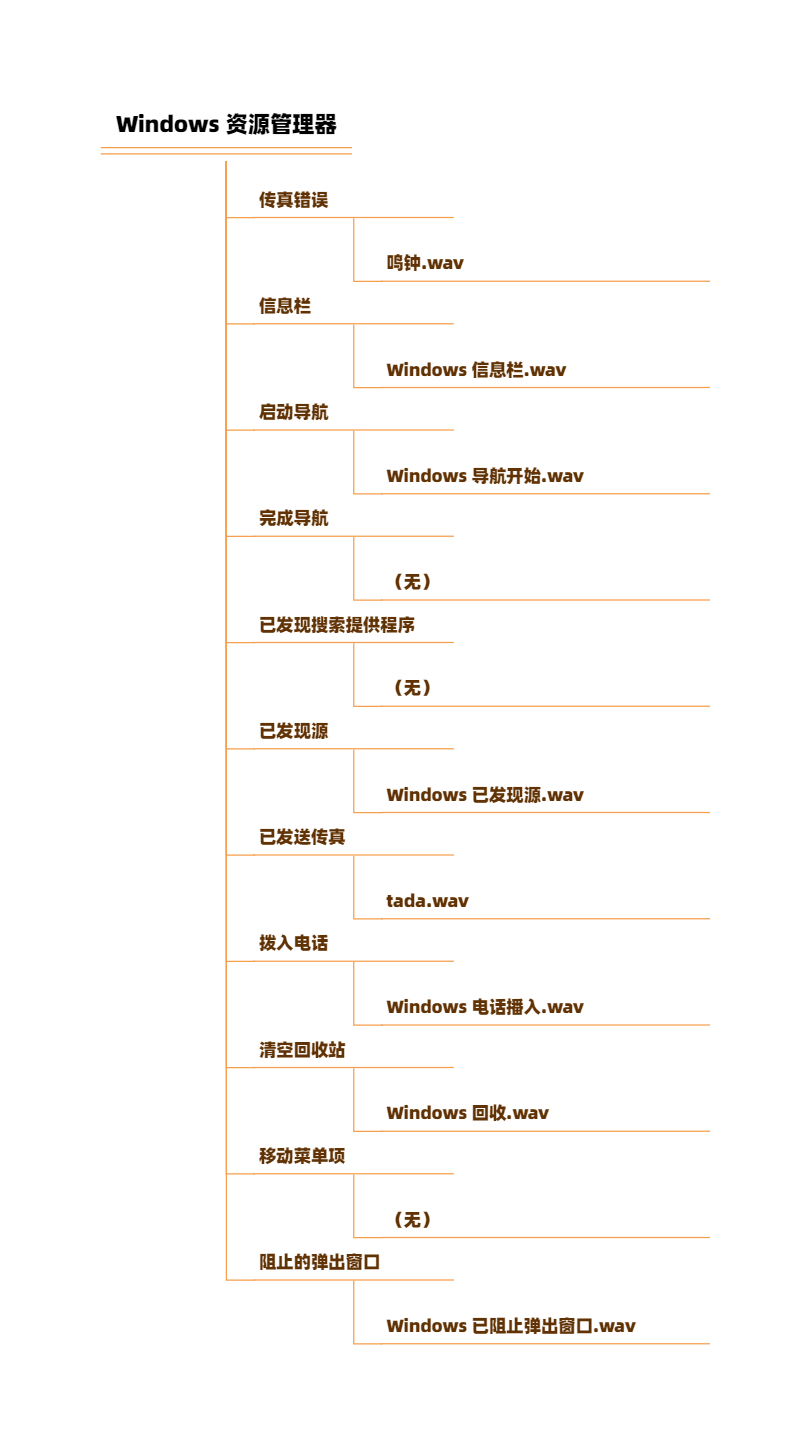 Windows 资源管理器
传真错误
鸣钟.wav
信息栏
Windows 信息栏.wav
启动导航
Windows 导航开始.wav
完成导航
（无）
已发现搜索提供程序
（无）
已发现源
Windows 已发现源.wav
已发送传真
tada.wav
拨入电话
Windows 电话播入.wav
清空回收站
Windows 回收.wav
移动菜单项
（无）
阻止的弹出窗口
Windows 已阻止弹出窗口.wav